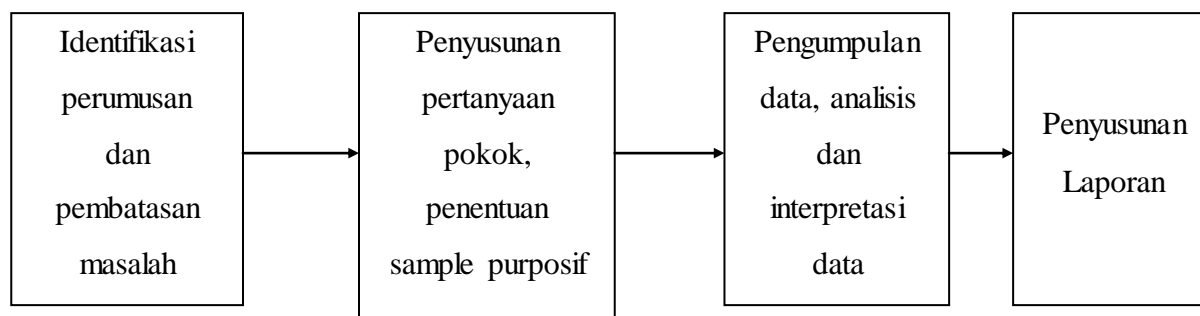 Identifikasi
perumusan
dan
pembatasan
masalah
Penyusunan
pertanyaan
pokok,
penentuan
sample purposif
Pengumpulan
data, analisis
dan
interpretasi
data
Penyusunan
Laporan